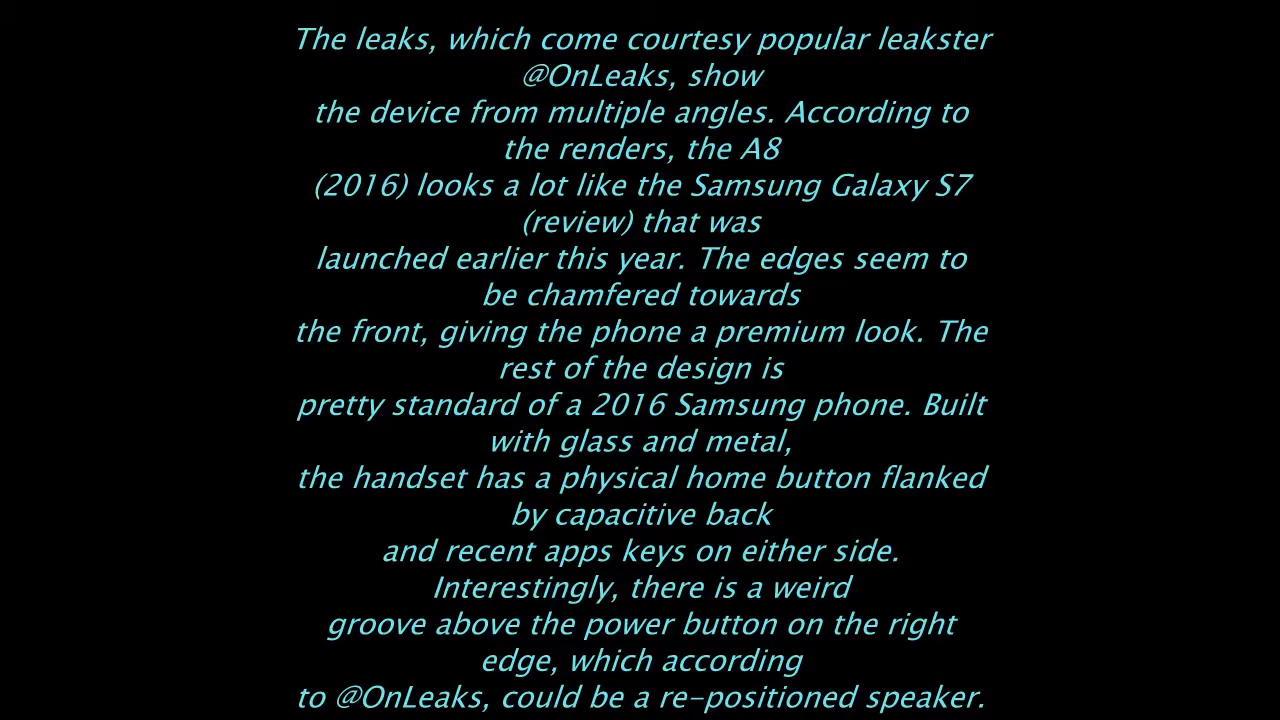 The leaks, which come courtesy popular leakster
@OnLeaks, show
the device from multiple angles. According to
the renders, the A8
(2016) looks a lot like the Samsung Galaxy S7
(review) that was
launched earlier this year. The edges seem to
be chamfered towards
the front, giving the phone a premium look. The
rest of the design is
pretty standard of a 2016 Samsung phone. Built
with glass and metal,
the handset has a physical home button flanked
by capacitive back
and recent apps keys on either side.
Interestingly, there is a weird
groove above the power button on the right
edge, which according
to @OnLeaks, could be a re-positioned speaker.